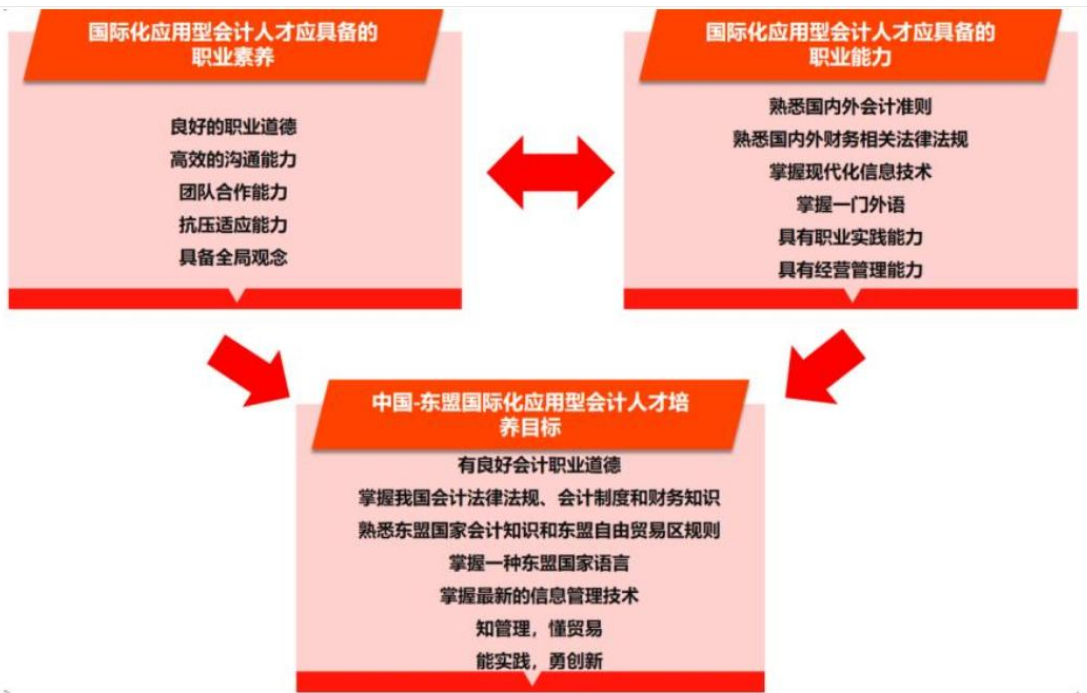 国际化应用型会计人才应具备的
职业素养
良好的职业道德
高效的沟通能力
团队合作能力
抗压适应能力
具备全局观念
国际化应用型会计人才应具备的
职业能力
熟悉国内外会计准则
熟悉国内外财务相关法律法规
掌握现代化信息技术
掌握一门外语
具有职业实践能力
具有经营管理能力
中国-东盟国际化应用型会计人才培
养目标
有良好会计职业道德
掌握我国会计法律法规、会计制度和财务知识
熟悉东盟国家会计知识和东盟自由贸易区规则
掌握一种东盟国家语言
掌握最新的信息管理技术
知管理，懂贸易
能实践，勇创新